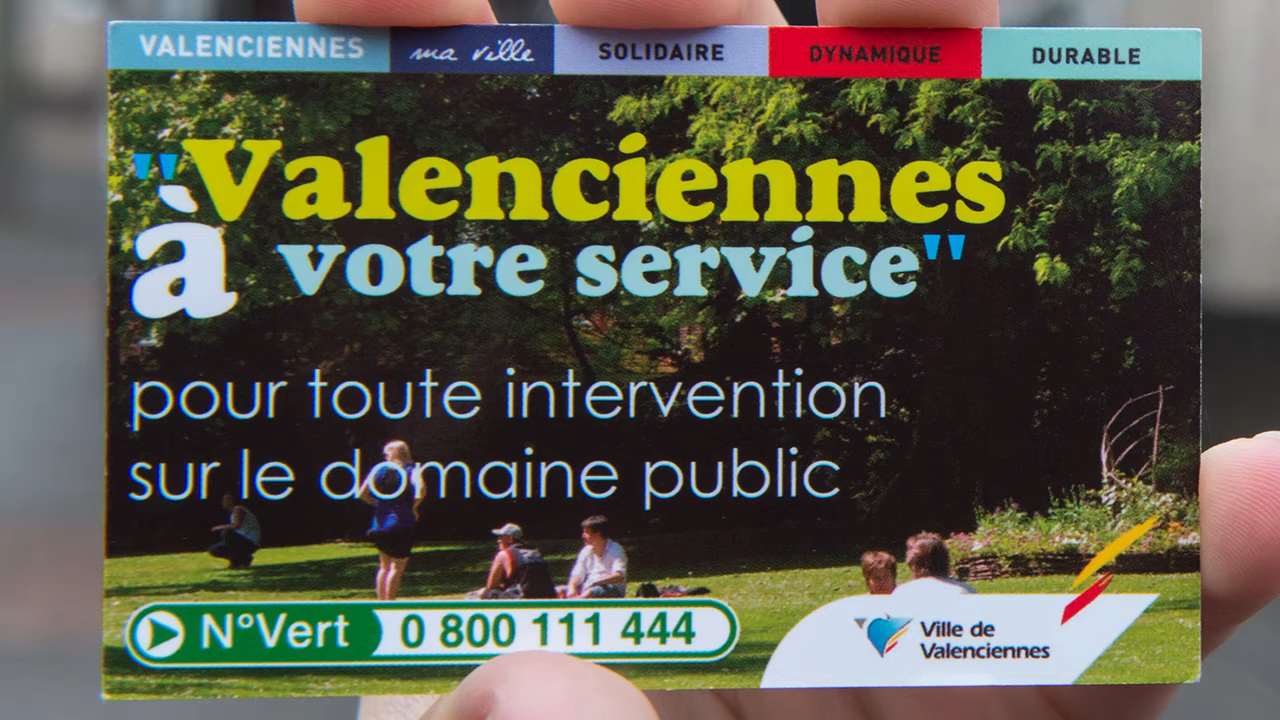 VALENCIENNES ma ville SOLIDAIRE DYNAMIQUE DURABLE
"Valenciennes
à votre service"
pour toute intervention
sur le domaine public
N°Vert 0 800 111 444
Ville de
Valenciennes